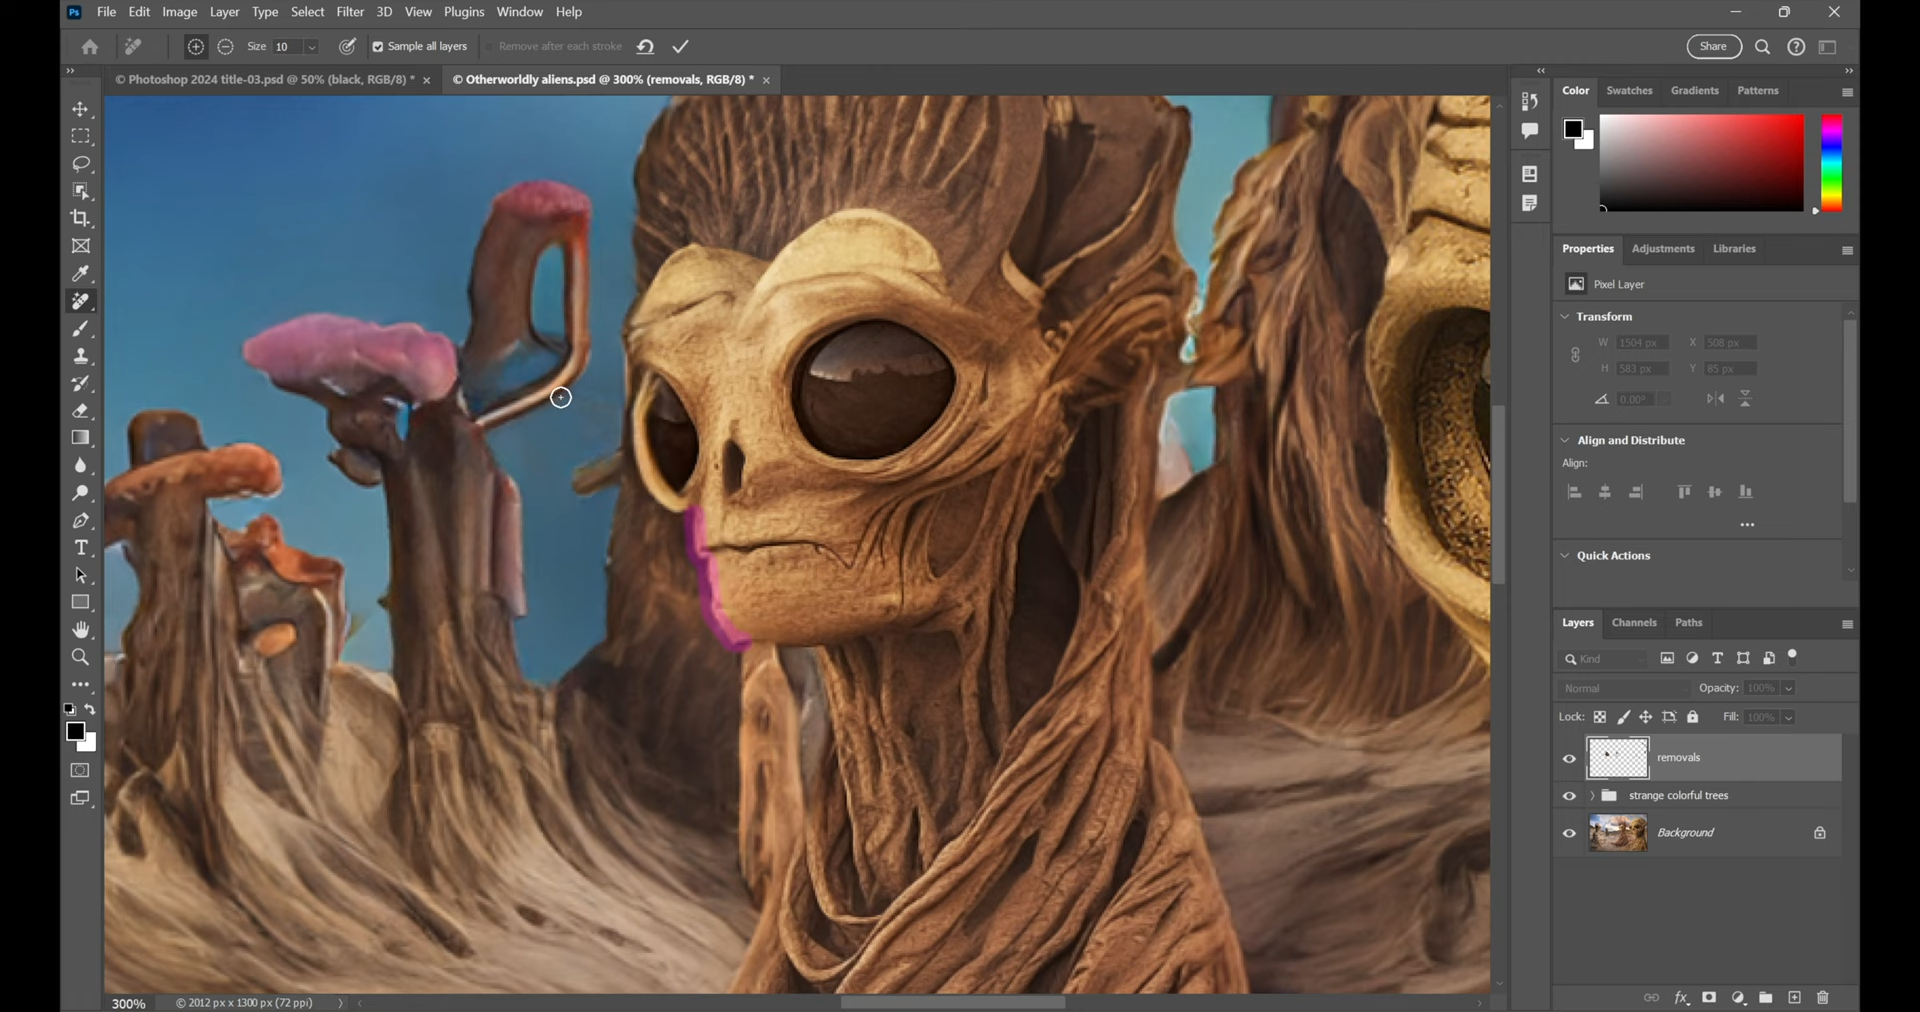 Ps File Edit Image Layer Type Select Filter 3D View Plugins Window Help
Size 10 Sample all layers Remove after each stroke Share
© Photoshop 2024 title-03.psd @ 50% (black, RGB/8) * © Otherworldly aliens.psd @ 300% (removals, RGB/8) *
Color Swatches Gradients Patterns
Properties Adjustments Libraries
Pixel Layer
Transform
W 1504 px X 508 px
H 583 px Y 85 px
0.00°
Align and Distribute
Align:
Quick Actions
Layers Channels Paths
Kind
Normal Opacity: 100%
Lock: Fill: 100%
removals
strange colorful trees
Background
fx
300% © 2012 px x 1300 px (72 ppi)